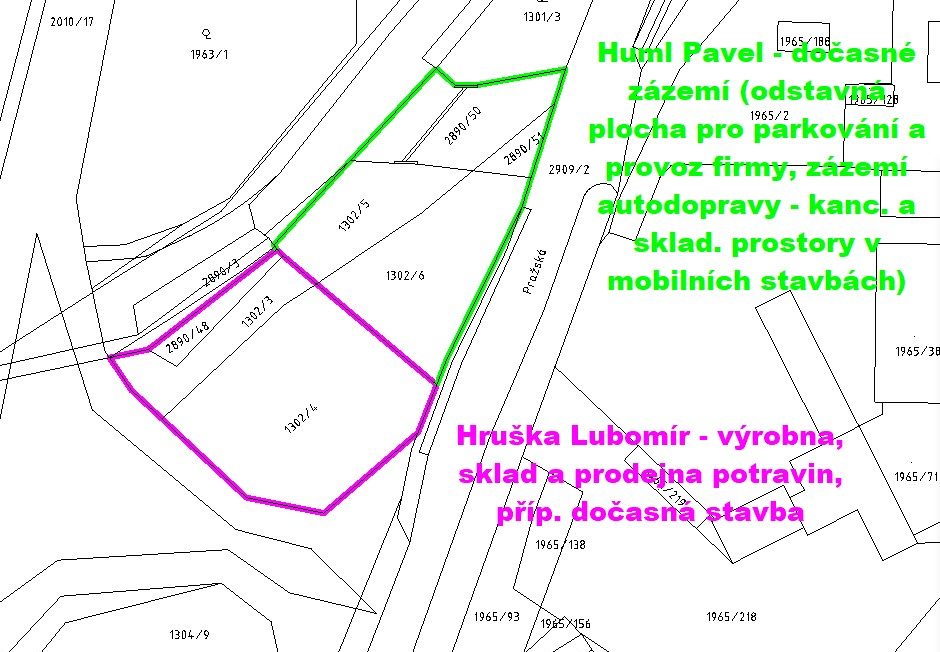 2010/17
1963/1
1301/3
1965/186
Huml Pavel - dočasné
zázemí (odstavná
plocha pro parkování a
provoz firmy, zázemí
autodopravy - kanc. a
sklad. prostory v
mobilních stavbách)
1965/128
1965/2
2890/50
2890/51
2909/2
1302/5
2890/3
1302/6
Pražská
1302/3
2890/48
1302/4
1965/38
Hruška Lubomír - výrobna,
sklad a prodejna potravin,
příp. dočasná stavba
1965/71
1965/138
1965/93
1965/156
1965/218
1304/9